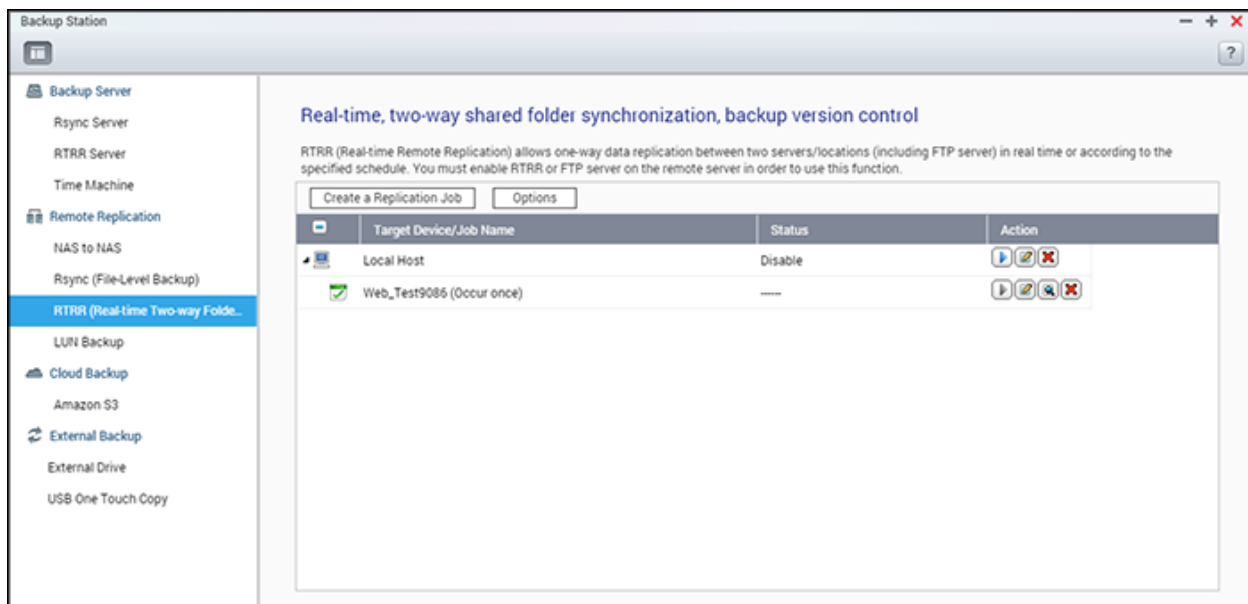 Backup Station
?
Backup Server
Rsync Server
RTRR Server
Time Machine
Remote Replication
NAS to NAS
Rsync (File-Level Backup)
RTRR (Real-time Two-way Folde...
LUN Backup
Cloud Backup
Amazon S3
External Backup
External Drive
USB One Touch Copy
Real-time, two-way shared folder synchronization, backup version control
RTRR (Real-time Remote Replication) allows one-way data replication between two servers/locations (including FTP server) in real time or according to the
specified schedule. You must enable RTRR or FTP server on the remote server in order to use this function.
Create a Replication Job Options
Target Device/Job Name Status Action
Local Host Disable
Web_Test9086 (Occur once) -----